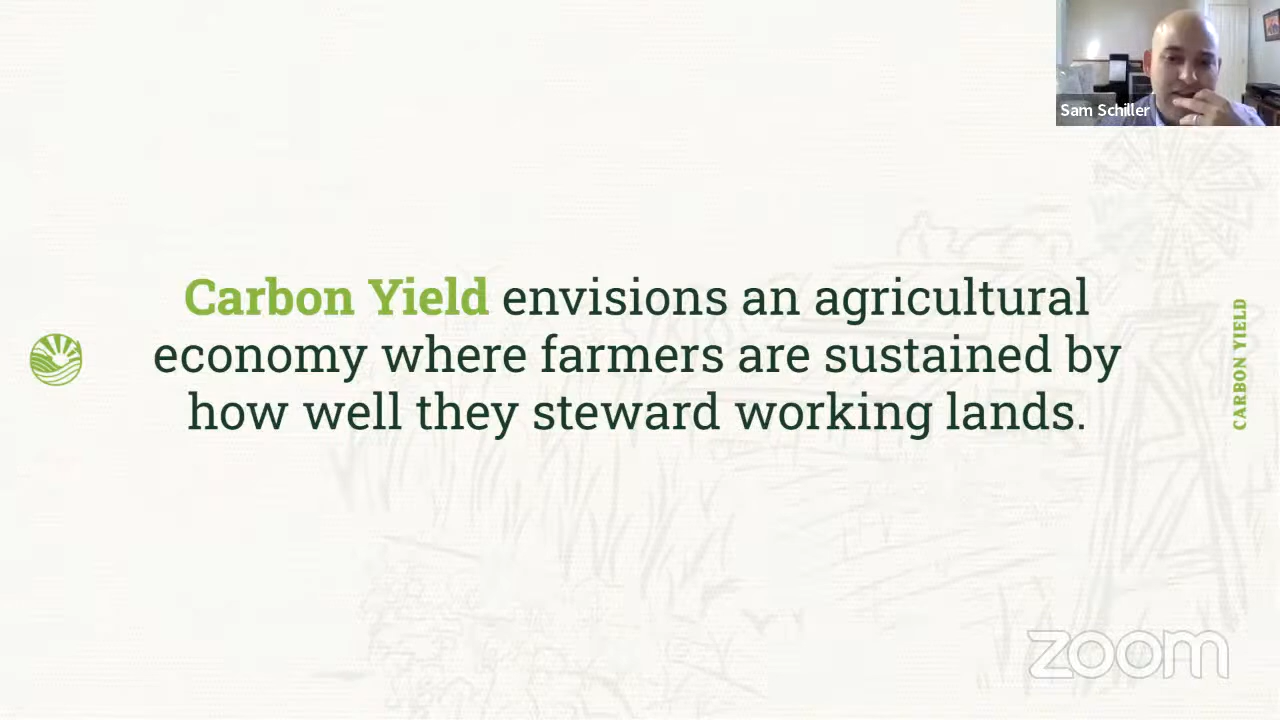 Sam Schiller
Carbon Yield envisions an agricultural
economy where farmers are sustained by
how well they steward working lands.
CARBON YIELD
zoom